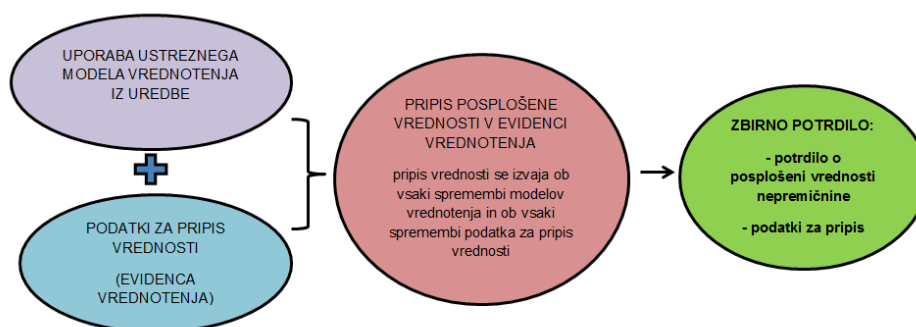 UPORABA USTREZNEGA
MODELA VREDNOTENJA
IZ UREDBE
PODATKI ZA PRIPIS
VREDNOSTI
(EVIDENCA
VREDNOTENJA)
PRIPIS POSPLOŠENE
VREDNOSTI V EVIDENCI
VREDNOTENJA
pripis vrednosti se izvaja ob
vsaki spremembi modelov
vrednotenja in ob vsaki
spremembi podatka za pripis
vrednosti
ZBIRNO POTRDILO:
- potrdilo o
posplošeni vrednosti
nepremičnine
- podatki za pripis